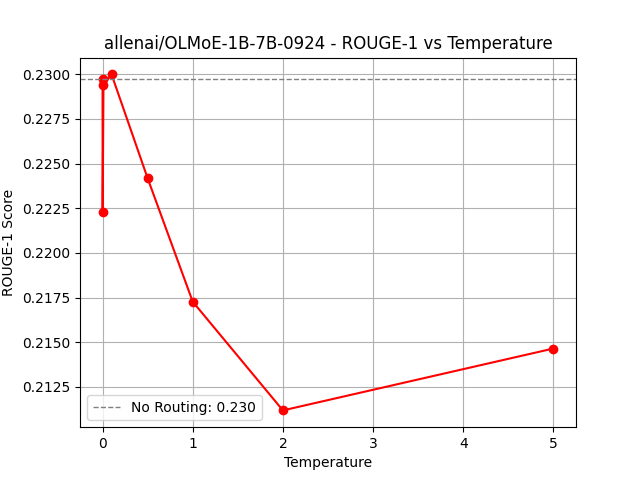 allenai/OLMoE-1B-7B-0924 - ROUGE-1 vs Temperature
ROUGE-1 Score
0.2300
0.2275
0.2250
0.2225
0.2200
0.2175
0.2150
0.2125
No Routing: 0.230
0 1 2 3 4 5
Temperature